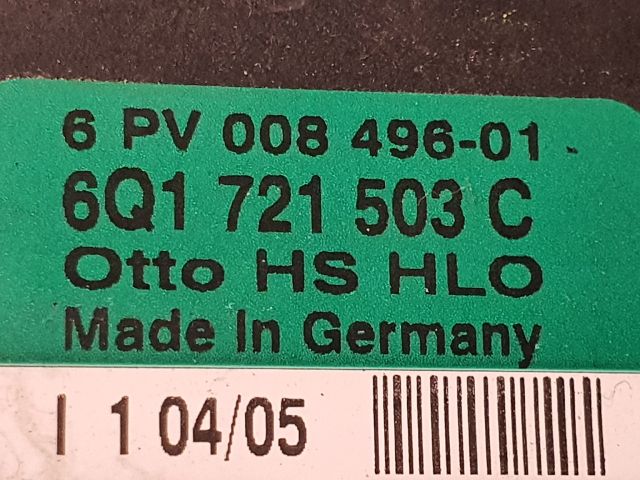 6 PV 008 496-01
6Q1 721 503 C
Otto HS HLO
Made In Germany
I 1 04/05